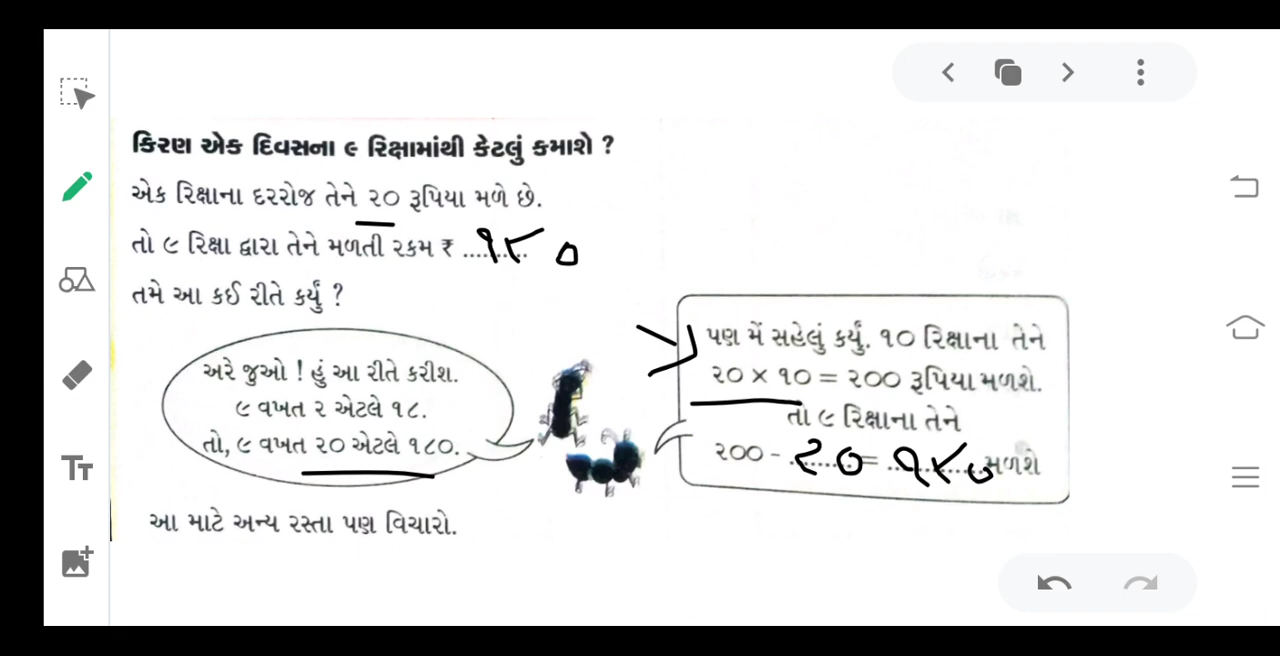 કિરણ એક દિવસના ૯ રિક્ષામાંથી કેટલું કમાશે ?
એક રિક્ષાના દરરોજ તેને ૨૦ રૂપિયા મળે છે.
તો ૯ રિક્ષા દ્વારા તેને મળતી રકમ ₹ ......... ૧૮૦
તમે આ કઈ રીતે કર્યું ?
અરે જુઓ ! હું આ રીતે કરીશ.
૯ વખત ૨ એટલે ૧૮.
તો, ૯ વખત ૨૦ એટલે ૧૮૦.
પણ મેં સહેલું કર્યું. ૧૦ રિક્ષાના તેને
૨૦ × ૧૦ = ૨૦૦ રૂપિયા મળશે.
તો ૯ રિક્ષાના તેને
૨૦૦ - ૨૦ = ૧૮૦ મળશે
આ માટે અન્ય રસ્તા પણ વિચારો.
TT